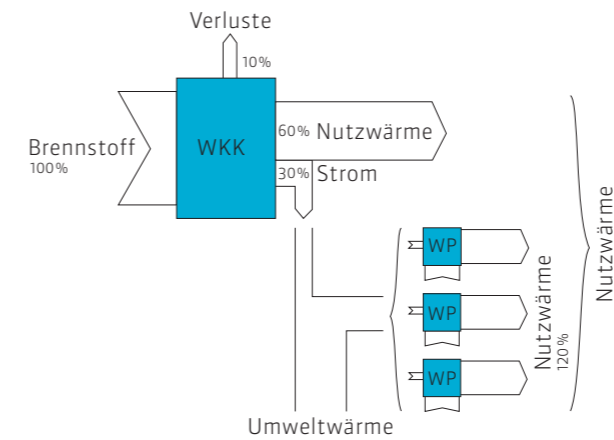 Verluste
10%
Brennstoff
100%
WKK
60% Nutzwärme
30% Strom
WP
WP
WP
Nutzwärme
120%
Nutzwärme
Umweltwärme